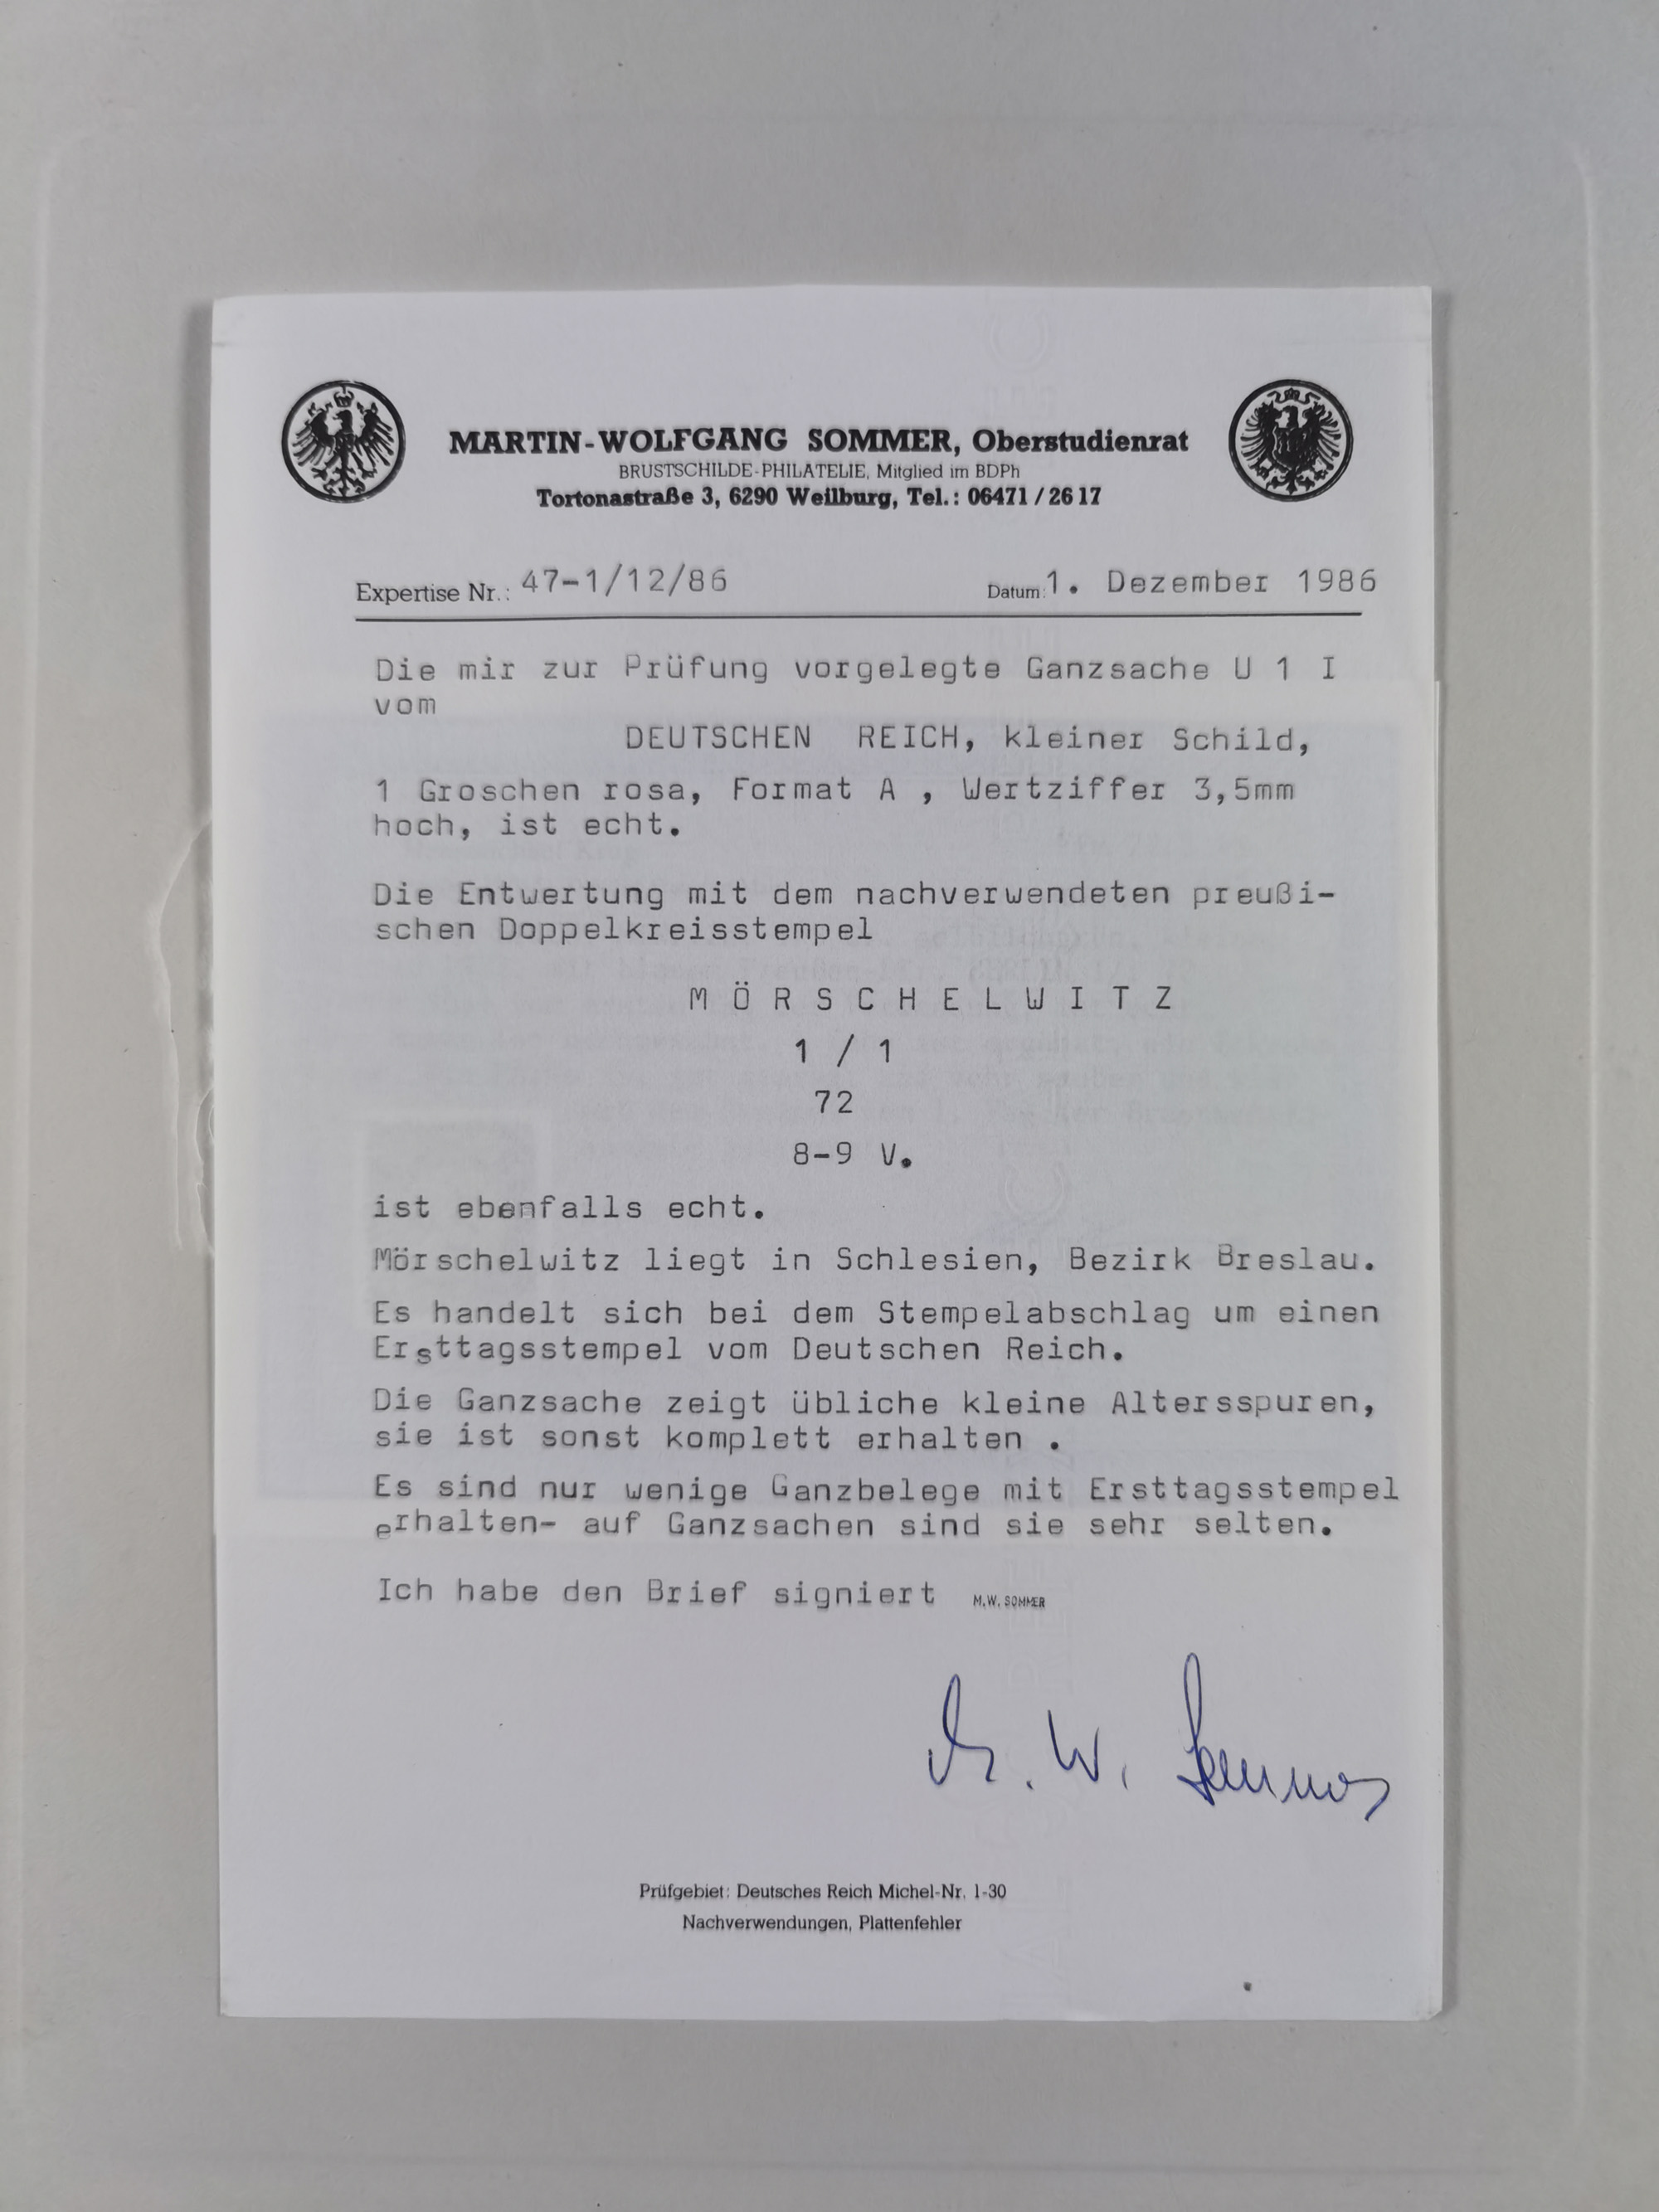 MARTIN-WOLFGANG SOMMER, Oberstudienrat
BRUSTSCHILDE-PHILATELIE, Mitglied im BDPh
Tortonastraße 3, 6290 Weilburg, Tel.: 06471/2617
Expertise Nr.: 47-1/12/86 Datum: 1. Dezember 1986
Die mir zur Prüfung vorgelegte Ganzsache U 1 I
vom
DEUTSCHEN REICH, kleiner Schild,
1 Groschen rosa, Format A , Wertziffer 3,5mm
hoch, ist echt.
Die Entwertung mit dem nachverwendeten preußi-
schen Doppelkreisstempel
M Ö R S C H E L W I T Z
1 / 1
72
8-9 V.
ist ebenfalls echt.
Mörschelwitz liegt in Schlesien, Bezirk Breslau.
Es handelt sich bei dem Stempelabschlag um einen
Ersttagsstempel vom Deutschen Reich.
Die Ganzsache zeigt übliche kleine Altersspuren,
sie ist sonst komplett erhalten .
Es sind nur wenige Ganzbelege mit Ersttagsstempel
erhalten- auf Ganzsachen sind sie sehr selten.
Ich habe den Brief signiert M.W. SOMMER
M. W. Sommer
Prüfgebiet: Deutsches Reich Michel-Nr. 1-30
Nachverwendungen, Plattenfehler